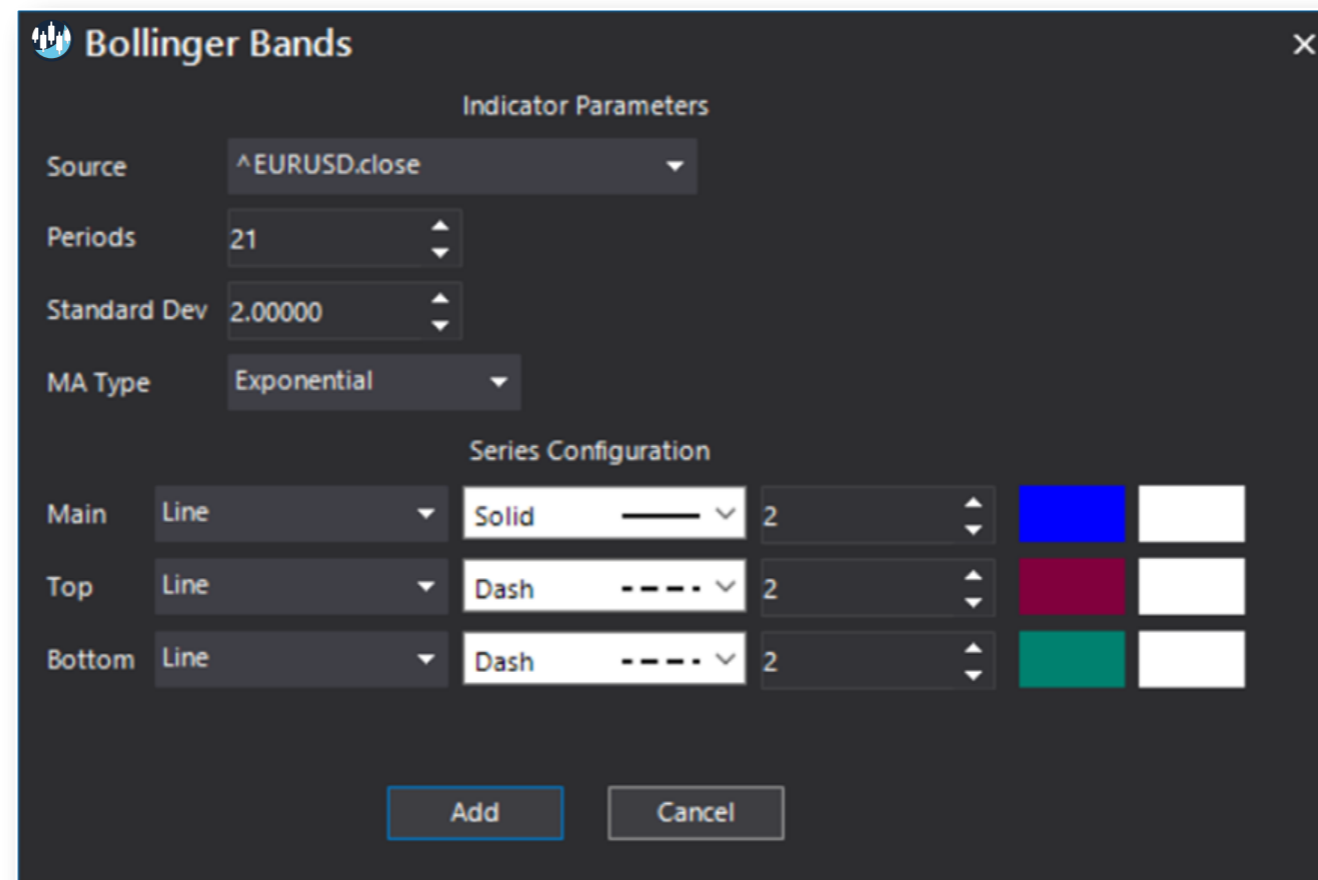 Bollinger Bands
Indicator Parameters
Source ^EURUSD.close
Periods 21
Standard Dev 2.00000
MA Type Exponential
Series Configuration
Main Line Solid 2
Top Line Dash 2
Bottom Line Dash 2
Add Cancel